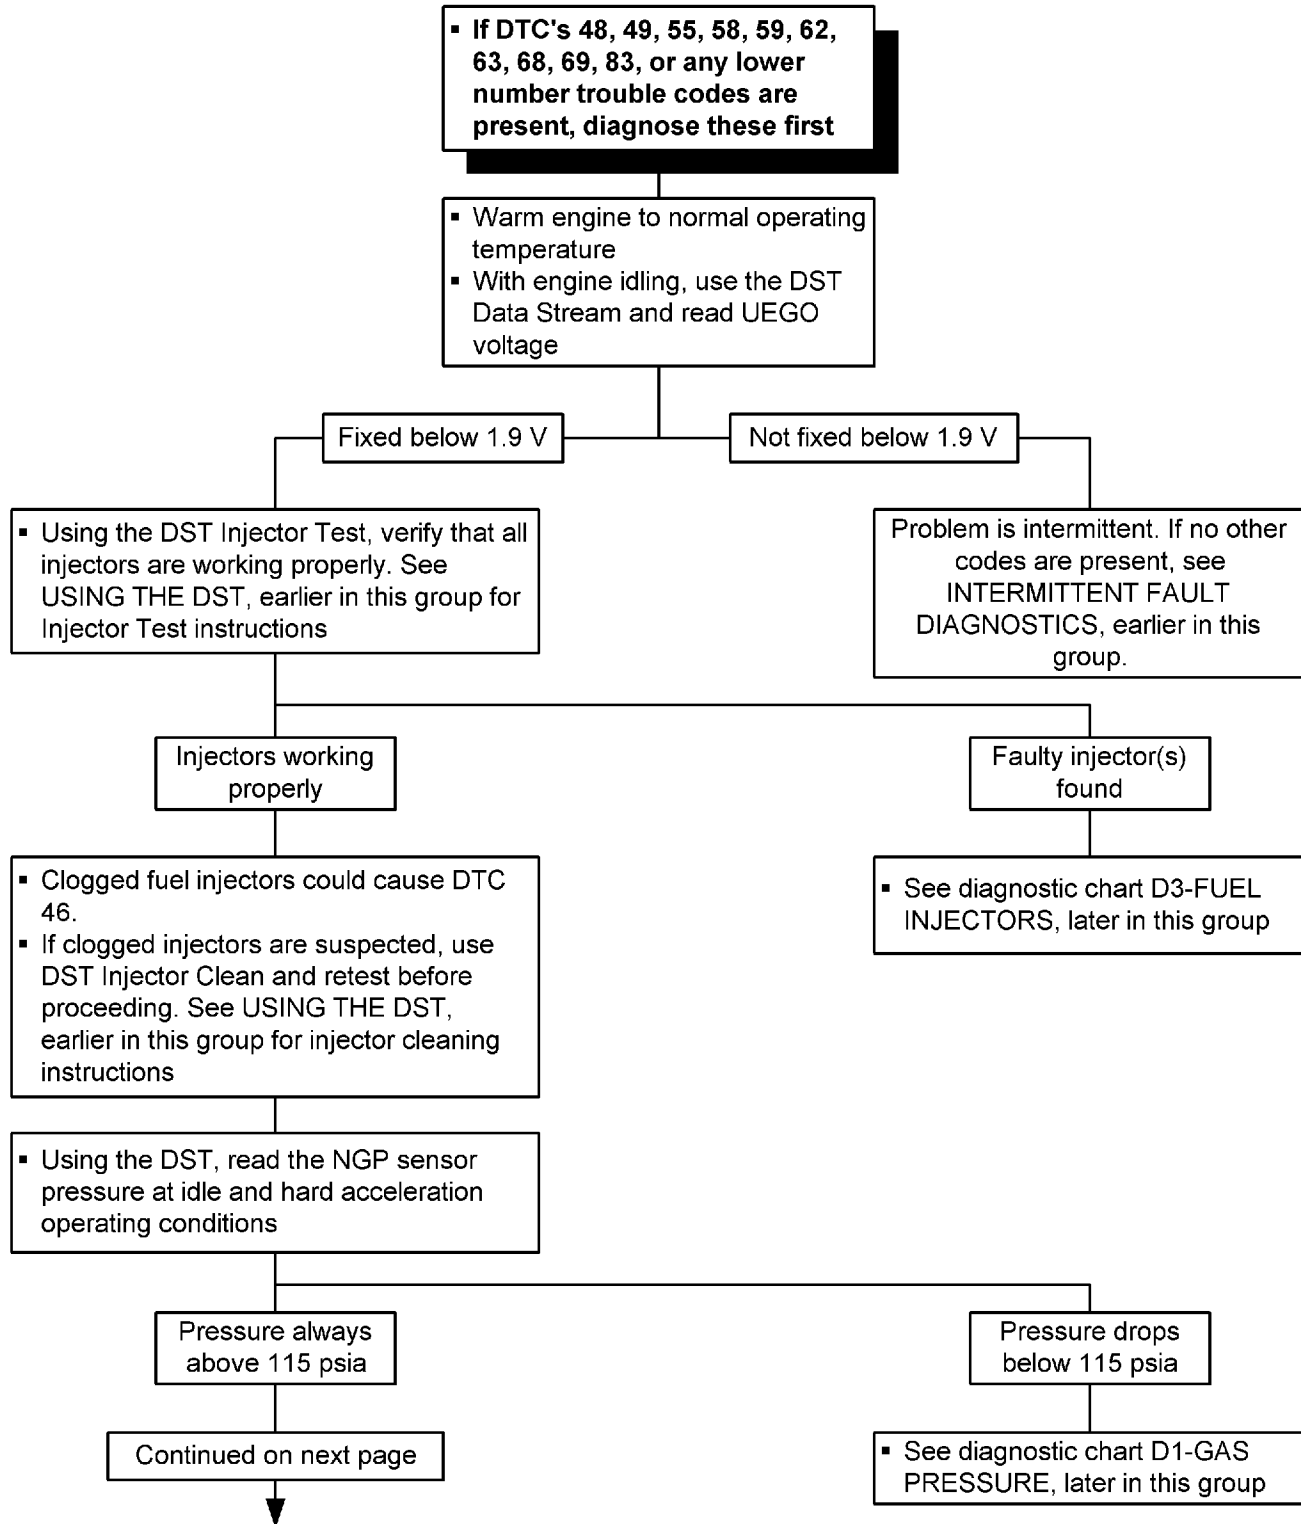 ▪ If DTC's 48, 49, 55, 58, 59, 62,
63, 68, 69, 83, or any lower
number trouble codes are
present, diagnose these first
▪ Warm engine to normal operating
temperature
▪ With engine idling, use the DST
Data Stream and read UEGO
voltage
Fixed below 1.9 V
Not fixed below 1.9 V
▪ Using the DST Injector Test, verify that all
injectors are working properly. See
USING THE DST, earlier in this group for
Injector Test instructions
Problem is intermittent. If no other
codes are present, see
INTERMITTENT FAULT
DIAGNOSTICS, earlier in this
group.
Injectors working
properly
Faulty injector(s)
found
▪ Clogged fuel injectors could cause DTC
46.
▪ If clogged injectors are suspected, use
DST Injector Clean and retest before
proceeding. See USING THE DST,
earlier in this group for injector cleaning
instructions
▪ See diagnostic chart D3-FUEL
INJECTORS, later in this group
▪ Using the DST, read the NGP sensor
pressure at idle and hard acceleration
operating conditions
Pressure always
above 115 psia
Pressure drops
below 115 psia
Continued on next page
▪ See diagnostic chart D1-GAS
PRESSURE, later in this group